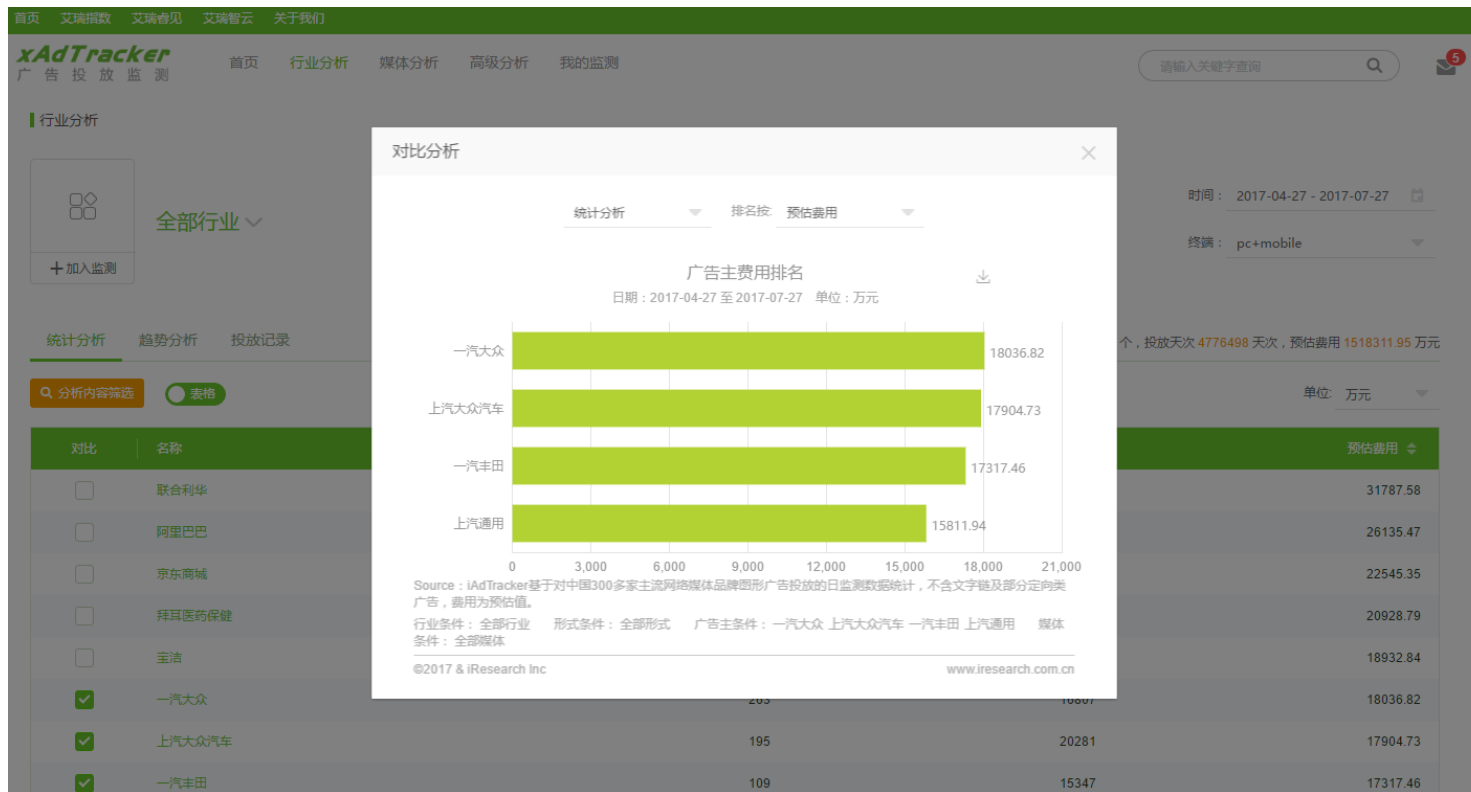 首页 艾瑞指数 艾瑞睿见 艾瑞智云 关于我们
xAdTracker
广告投放监测
首页 行业分析 媒体分析 高级分析 我的监测
请输入关键字查询
5
行业分析
全部行业
加入监测
时间： 2017-04-27 - 2017-07-27
终端： pc+mobile
统计分析 趋势分析 投放记录
个，投放天次 4776498 天次，预估费用 1518311.95 万元
分析内容筛选 表格
单位: 万元
对比 名称 预估费用
联合利华 31787.58
阿里巴巴 26135.47
京东商城 22545.35
拜耳医药保健 20928.79
宝洁 18932.84
一汽大众 263 16807 18036.82
上汽大众汽车 195 20281 17904.73
一汽丰田 109 15347 17317.46
对比分析
统计分析 排名按: 预估费用
广告主费用排名
日期：2017-04-27 至 2017-07-27 单位：万元
一汽大众 18036.82
上汽大众汽车 17904.73
一汽丰田 17317.46
上汽通用 15811.94
0 3,000 6,000 9,000 12,000 15,000 18,000 21,000
Source：iAdTracker基于对中国300多家主流网络媒体品牌图形广告投放的日监测数据统计，不含文字链及部分定向类
广告，费用为预估值。
行业条件： 全部行业 形式条件： 全部形式 广告主条件： 一汽大众 上汽大众汽车 一汽丰田 上汽通用 媒体
条件： 全部媒体
©2017 & iResearch Inc www.iresearch.com.cn